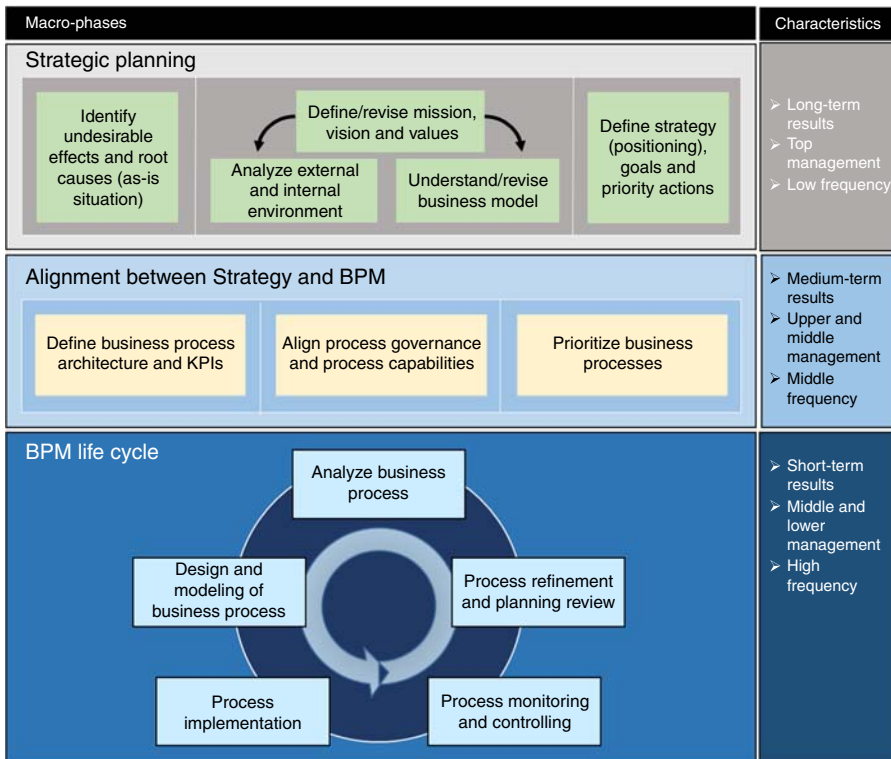 Macro-phases
Characteristics
Strategic planning
Identify
undesirable
effects and root
causes (as-is
situation)
Define/revise mission,
vision and values
Analyze external
and internal
environment
Understand/revise
business model
Define strategy
(positioning),
goals and
priority actions
Long-term
results
Top
management
Low frequency
Alignment between Strategy and BPM
Define business process
architecture and KPIs
Align process governance
and process capabilities
Prioritize business
processes
Medium-term
results
Upper and
middle
management
Middle
frequency
BPM life cycle
Analyze business
process
Design and
modeling of
business process
Process refinement
and planning review
Process
implementation
Process monitoring
and controlling
Short-term
results
Middle and
lower
management
High
frequency